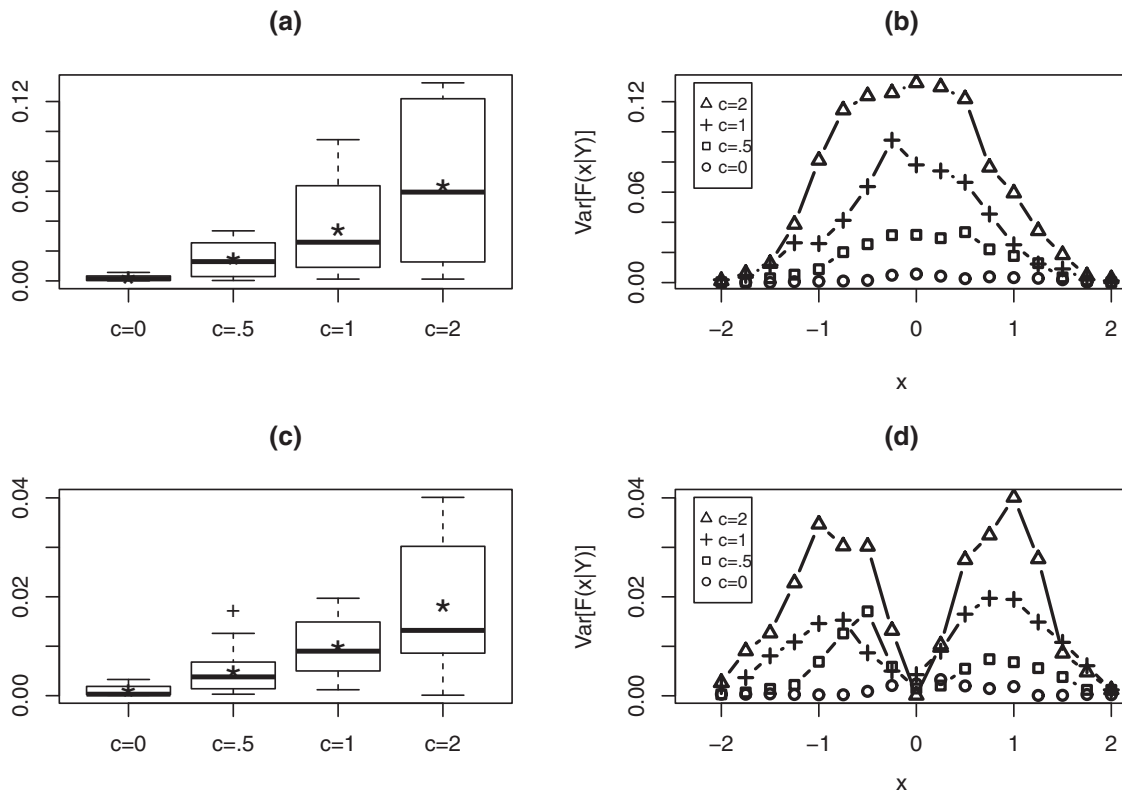 (a)
0.00 0.06 0.12
c=0 c=.5 c=1 c=2
(b)
Var[F(x|Y)]
0.00 0.06 0.12
c=2
c=1
c=.5
c=0
−2 −1 0 1 2
x
(c)
0.00 0.02 0.04
c=0 c=.5 c=1 c=2
(d)
Var[F(x|Y)]
0.00 0.02 0.04
c=2
c=1
c=.5
c=0
−2 −1 0 1 2
x